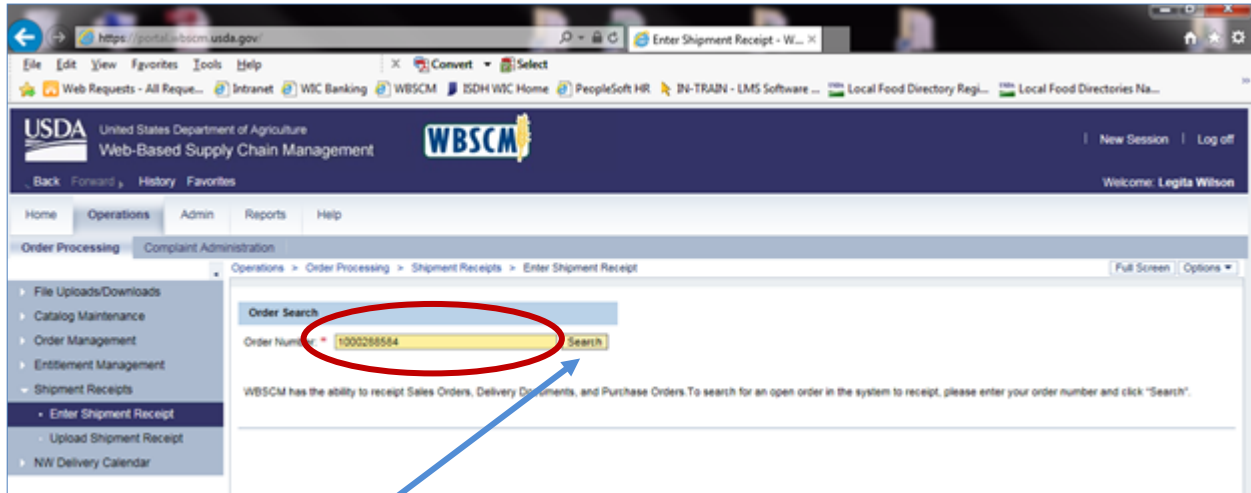 https://portal.wbscm.usda.gov/ Enter Shipment Receipt - W...
File Edit View Favorites Tools Help Convert Select
Web Requests - All Reque... Intranet WIC Banking WBSCM ISDH WIC Home PeopleSoft HR IN-TRAIN - LMS Software ... Local Food Directory Regi... Local Food Directories Na...
USDA United States Department of Agriculture
Web-Based Supply Chain Management
WBSCM
New Session | Log off
Back Forward History Favorites Welcome: Legita Wilson
Home Operations Admin Reports Help
Order Processing Complaint Administration
Operations > Order Processing > Shipment Receipts > Enter Shipment Receipt Full Screen Options
File Uploads/Downloads
Catalog Maintenance
Order Management
Entitlement Management
Shipment Receipts
Enter Shipment Receipt
Upload Shipment Receipt
NW Delivery Calendar
Order Search
Order Number: * 1000288584 Search
WBSCM has the ability to receipt Sales Orders, Delivery Documents, and Purchase Orders.To search for an open order in the system to receipt, please enter your order number and click "Search".